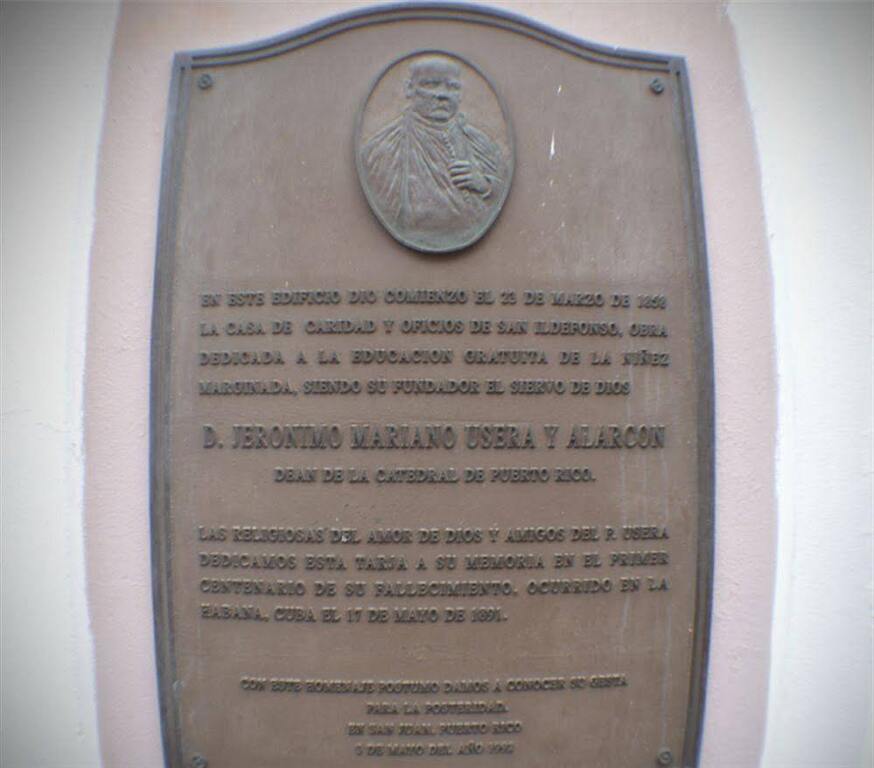 EN ESTE EDIFICIO DIO COMIENZO EL 23 DE MARZO DE 1858
LA CASA DE CARIDAD Y OFICIOS DE SAN ILDEFONSO, OBRA
DEDICADA A LA EDUCACION GRATUITA DE LA NIÑEZ
MARGINADA, SIENDO SU FUNDADOR EL SIERVO DE DIOS
D. JERONIMO MARIANO USERA Y ALARCON
DEAN DE LA CATEDRAL DE PUERTO RICO.
LAS RELIGIOSAS DEL AMOR DE DIOS Y AMIGOS DEL P. USERA
DEDICAMOS ESTA TARJA A SU MEMORIA EN EL PRIMER
CENTENARIO DE SU FALLECIMIENTO, OCURRIDO EN LA
HABANA, CUBA EL 17 DE MAYO DE 1891.
CON ESTE HOMENAJE POSTUMO DAMOS A CONOCER SU GESTA
PARA LA POSTERIDAD.
EN SAN JUAN, PUERTO RICO
3 DE MAYO DEL AÑO 1992